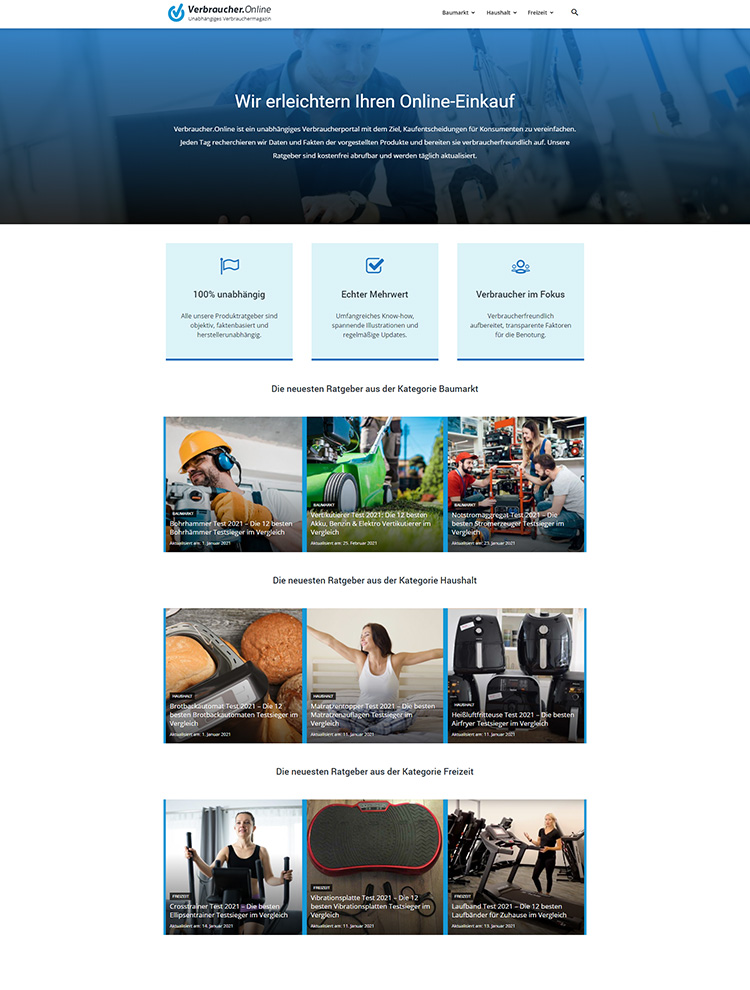 Verbraucher.Online
Unabhängiges Verbrauchermagazin
Baumarkt
Haushalt
Freizeit
Wir erleichtern Ihren Online-Einkauf
Verbraucher.Online ist ein unabhängiges Verbraucherportal mit dem Ziel, Kaufentscheidungen für Konsumenten zu vereinfachen.
Jeden Tag recherchieren wir Daten und Fakten der vorgestellten Produkte und bereiten sie verbraucherfreundlich auf. Unsere
Ratgeber sind kostenfrei abrufbar und werden täglich aktualisiert.
100% unabhängig
Alle unsere Produktratgeber sind
objektiv, faktenbasiert und
herstellerunabhängig.
Echter Mehrwert
Umfangreiches Know-how,
spannende Illustrationen und
regelmäßige Updates.
Verbraucher im Fokus
Verbraucherfreundlich
aufbereitet, transparente Faktoren
für die Benotung.
Die neuesten Ratgeber aus der Kategorie Baumarkt
BAUMARKT
Bohrhammer Test 2021 – Die 12 besten
Bohrhämmer Testsieger im Vergleich
Aktualisiert am: 1. Januar 2021
BAUMARKT
Vertikutierer Test 2021: Die 12 besten
Akku, Benzin & Elektro Vertikutierer im
Vergleich
Aktualisiert am: 25. Februar 2021
BAUMARKT
Notstromaggregat Test 2021 – Die
besten Stromerzeuger Testsieger im
Vergleich
Aktualisiert am: 23. Januar 2021
Die neuesten Ratgeber aus der Kategorie Haushalt
HAUSHALT
Brotbackautomat Test 2021 – Die 12
besten Brotbackautomaten Testsieger im
Vergleich
Aktualisiert am: 1. Januar 2021
HAUSHALT
Matratzentopper Test 2021 – Die besten
Matratzenauflagen Testsieger im
Vergleich
Aktualisiert am: 11. Januar 2021
HAUSHALT
Heißluftfritteuse Test 2021 – Die besten
Airfryer Testsieger im Vergleich
Aktualisiert am: 11. Januar 2021
Die neuesten Ratgeber aus der Kategorie Freizeit
FREIZEIT
Crosstrainer Test 2021 – Die besten
Ellipsentrainer Testsieger im Vergleich
Aktualisiert am: 14. Januar 2021
FREIZEIT
Vibrationsplatte Test 2021 – Die 12
besten Vibrationsplatten Testsieger im
Vergleich
Aktualisiert am: 11. Januar 2021
FREIZEIT
Laufband Test 2021 – Die 12 besten
Laufbänder für Zuhause im Vergleich
Aktualisiert am: 13. Januar 2021